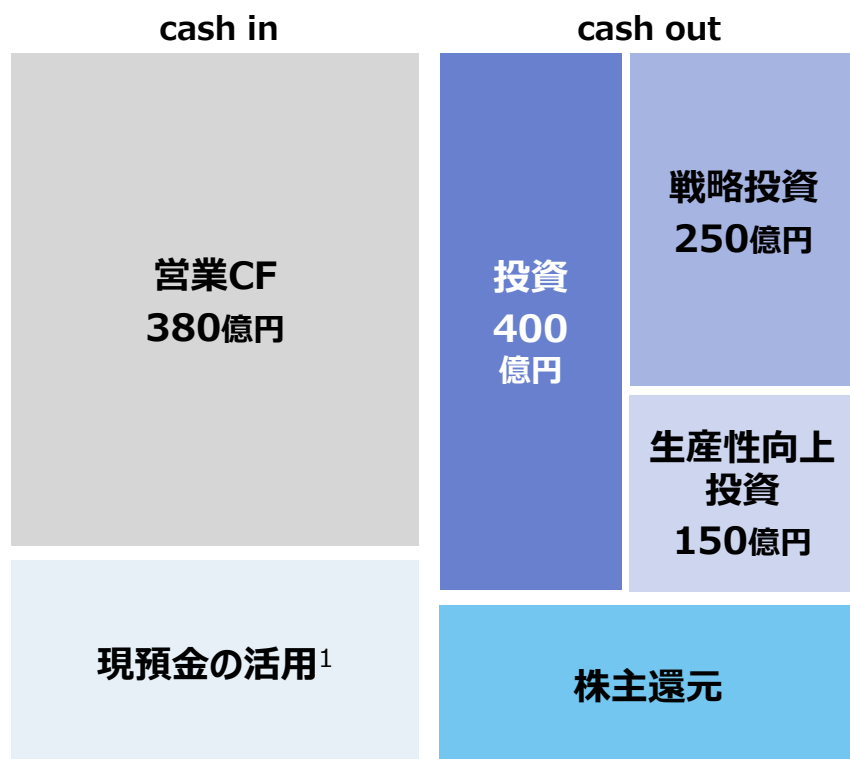 cash in
cash out
営業CF
380億円
現預金の活用1
投資
400
億円
戦略投資
250億円
生産性向上
投資
150億円
株主還元